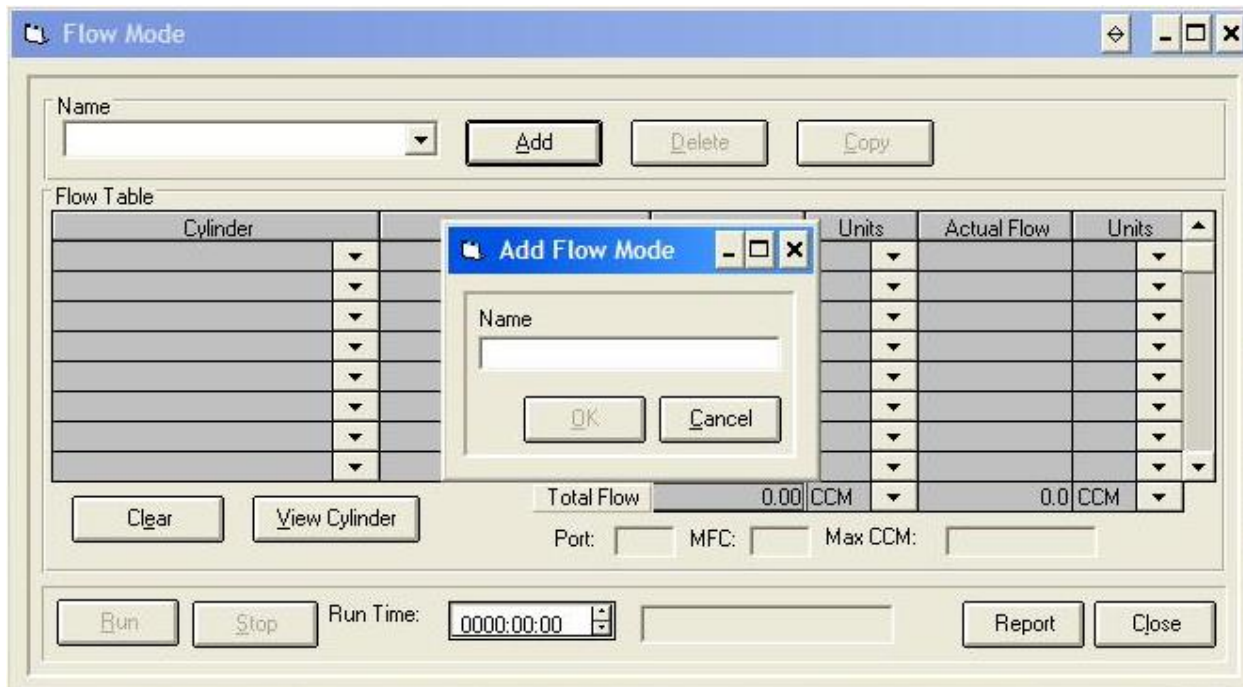 Flow Mode
Name
Add Delete Copy
Flow Table
Cylinder Units Actual Flow Units
Add Flow Mode
Name
OK Cancel
Total Flow 0.00 CCM 0.0 CCM
Clear View Cylinder
Port: MFC: Max CCM:
Run Stop Run Time: 0000:00:00 Report Close